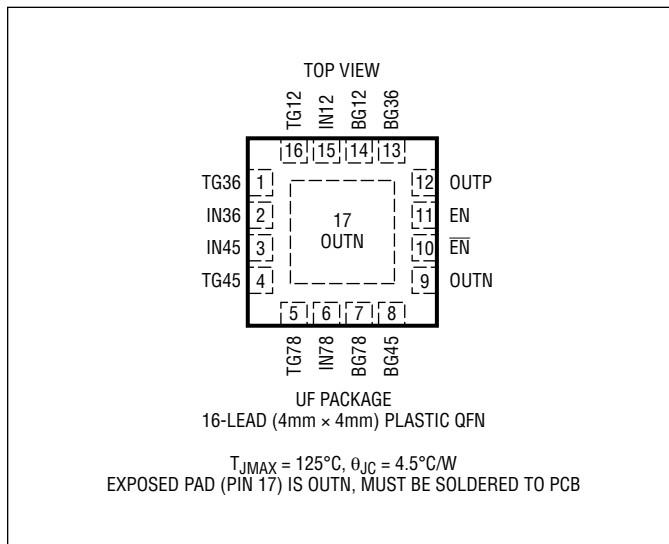 TOP VIEW
TG12 IN12 BG12 BG36
16 15 14 13
TG36 1 12 OUTP
IN36 2 11 EN
IN45 3 10 E̅N̅
TG45 4 9 OUTN
17
OUTN
5 6 7 8
TG78 IN78 BG78 BG45
UF PACKAGE
16-LEAD (4mm × 4mm) PLASTIC QFN
TJMAX = 125°C, θJC = 4.5°C/W
EXPOSED PAD (PIN 17) IS OUTN, MUST BE SOLDERED TO PCB